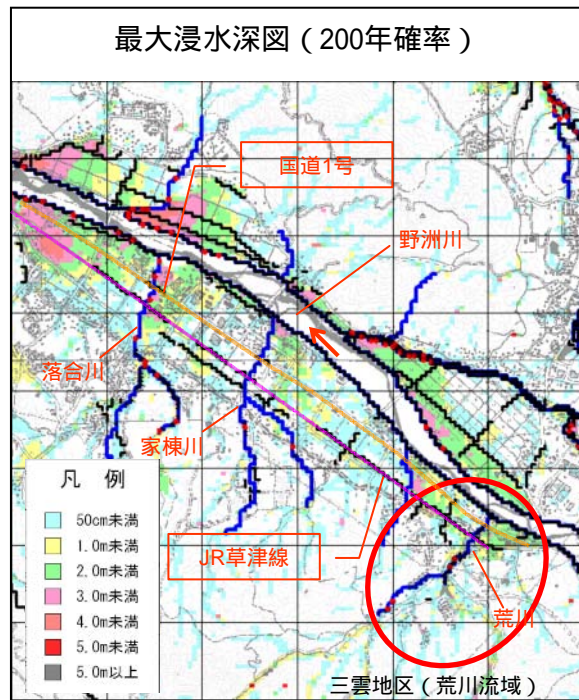 最大浸水深図（200年確率）
国道1号
野洲川
落合川
家棟川
凡 例
50cm未満
1.0m未満
2.0m未満
3.0m未満
4.0m未満
5.0m未満
5.0m以上
JR草津線
荒川
三雲地区（荒川流域）